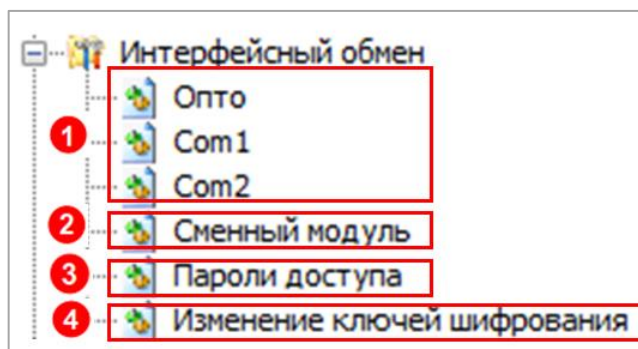 Интерфейсный обмен
Опто
1 Com1
Com2
2 Сменный модуль
3 Пароли доступа
4 Изменение ключей шифрования